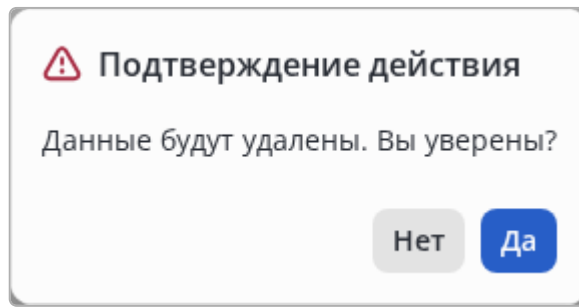 Подтверждение действия
Данные будут удалены. Вы уверены?
Нет Да